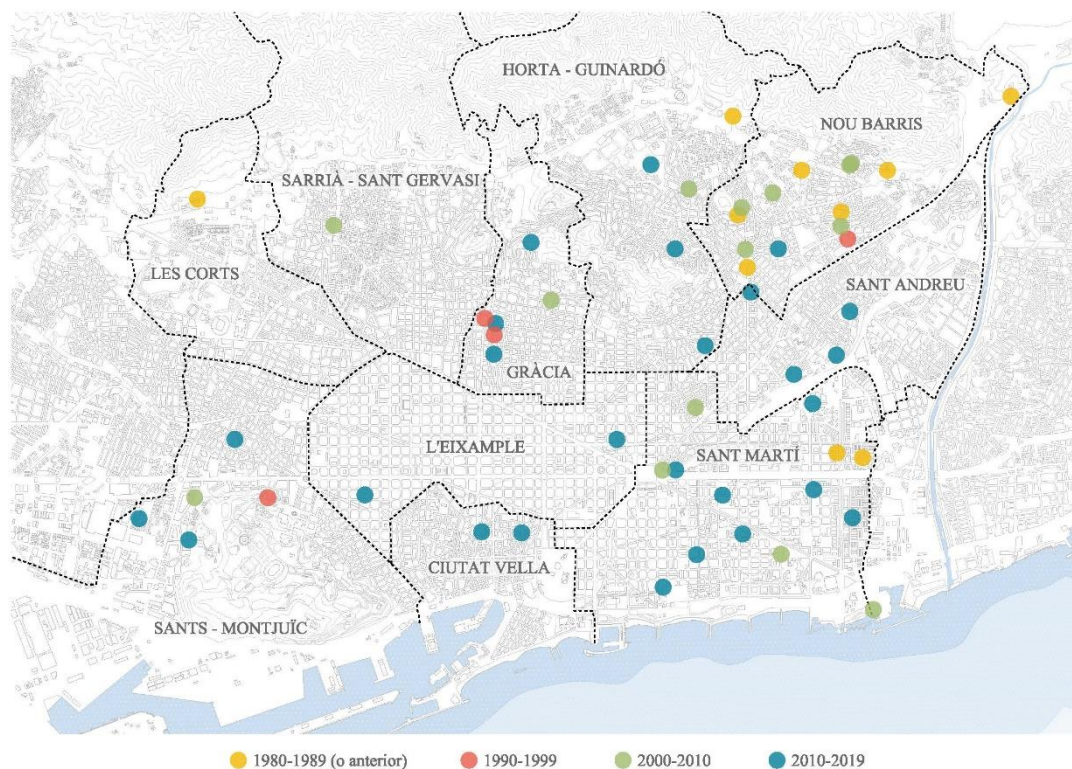 HORTA - GUINARDÓ
NOU BARRIS
SARRIÀ - SANT GERVASI
LES CORTS
SANT ANDREU
GRÀCIA
L'EIXAMPLE
SANT MARTÍ
CIUTAT VELLA
SANTS - MONTJUÏC
1980-1989 (o anterior)
1990-1999
2000-2010
2010-2019